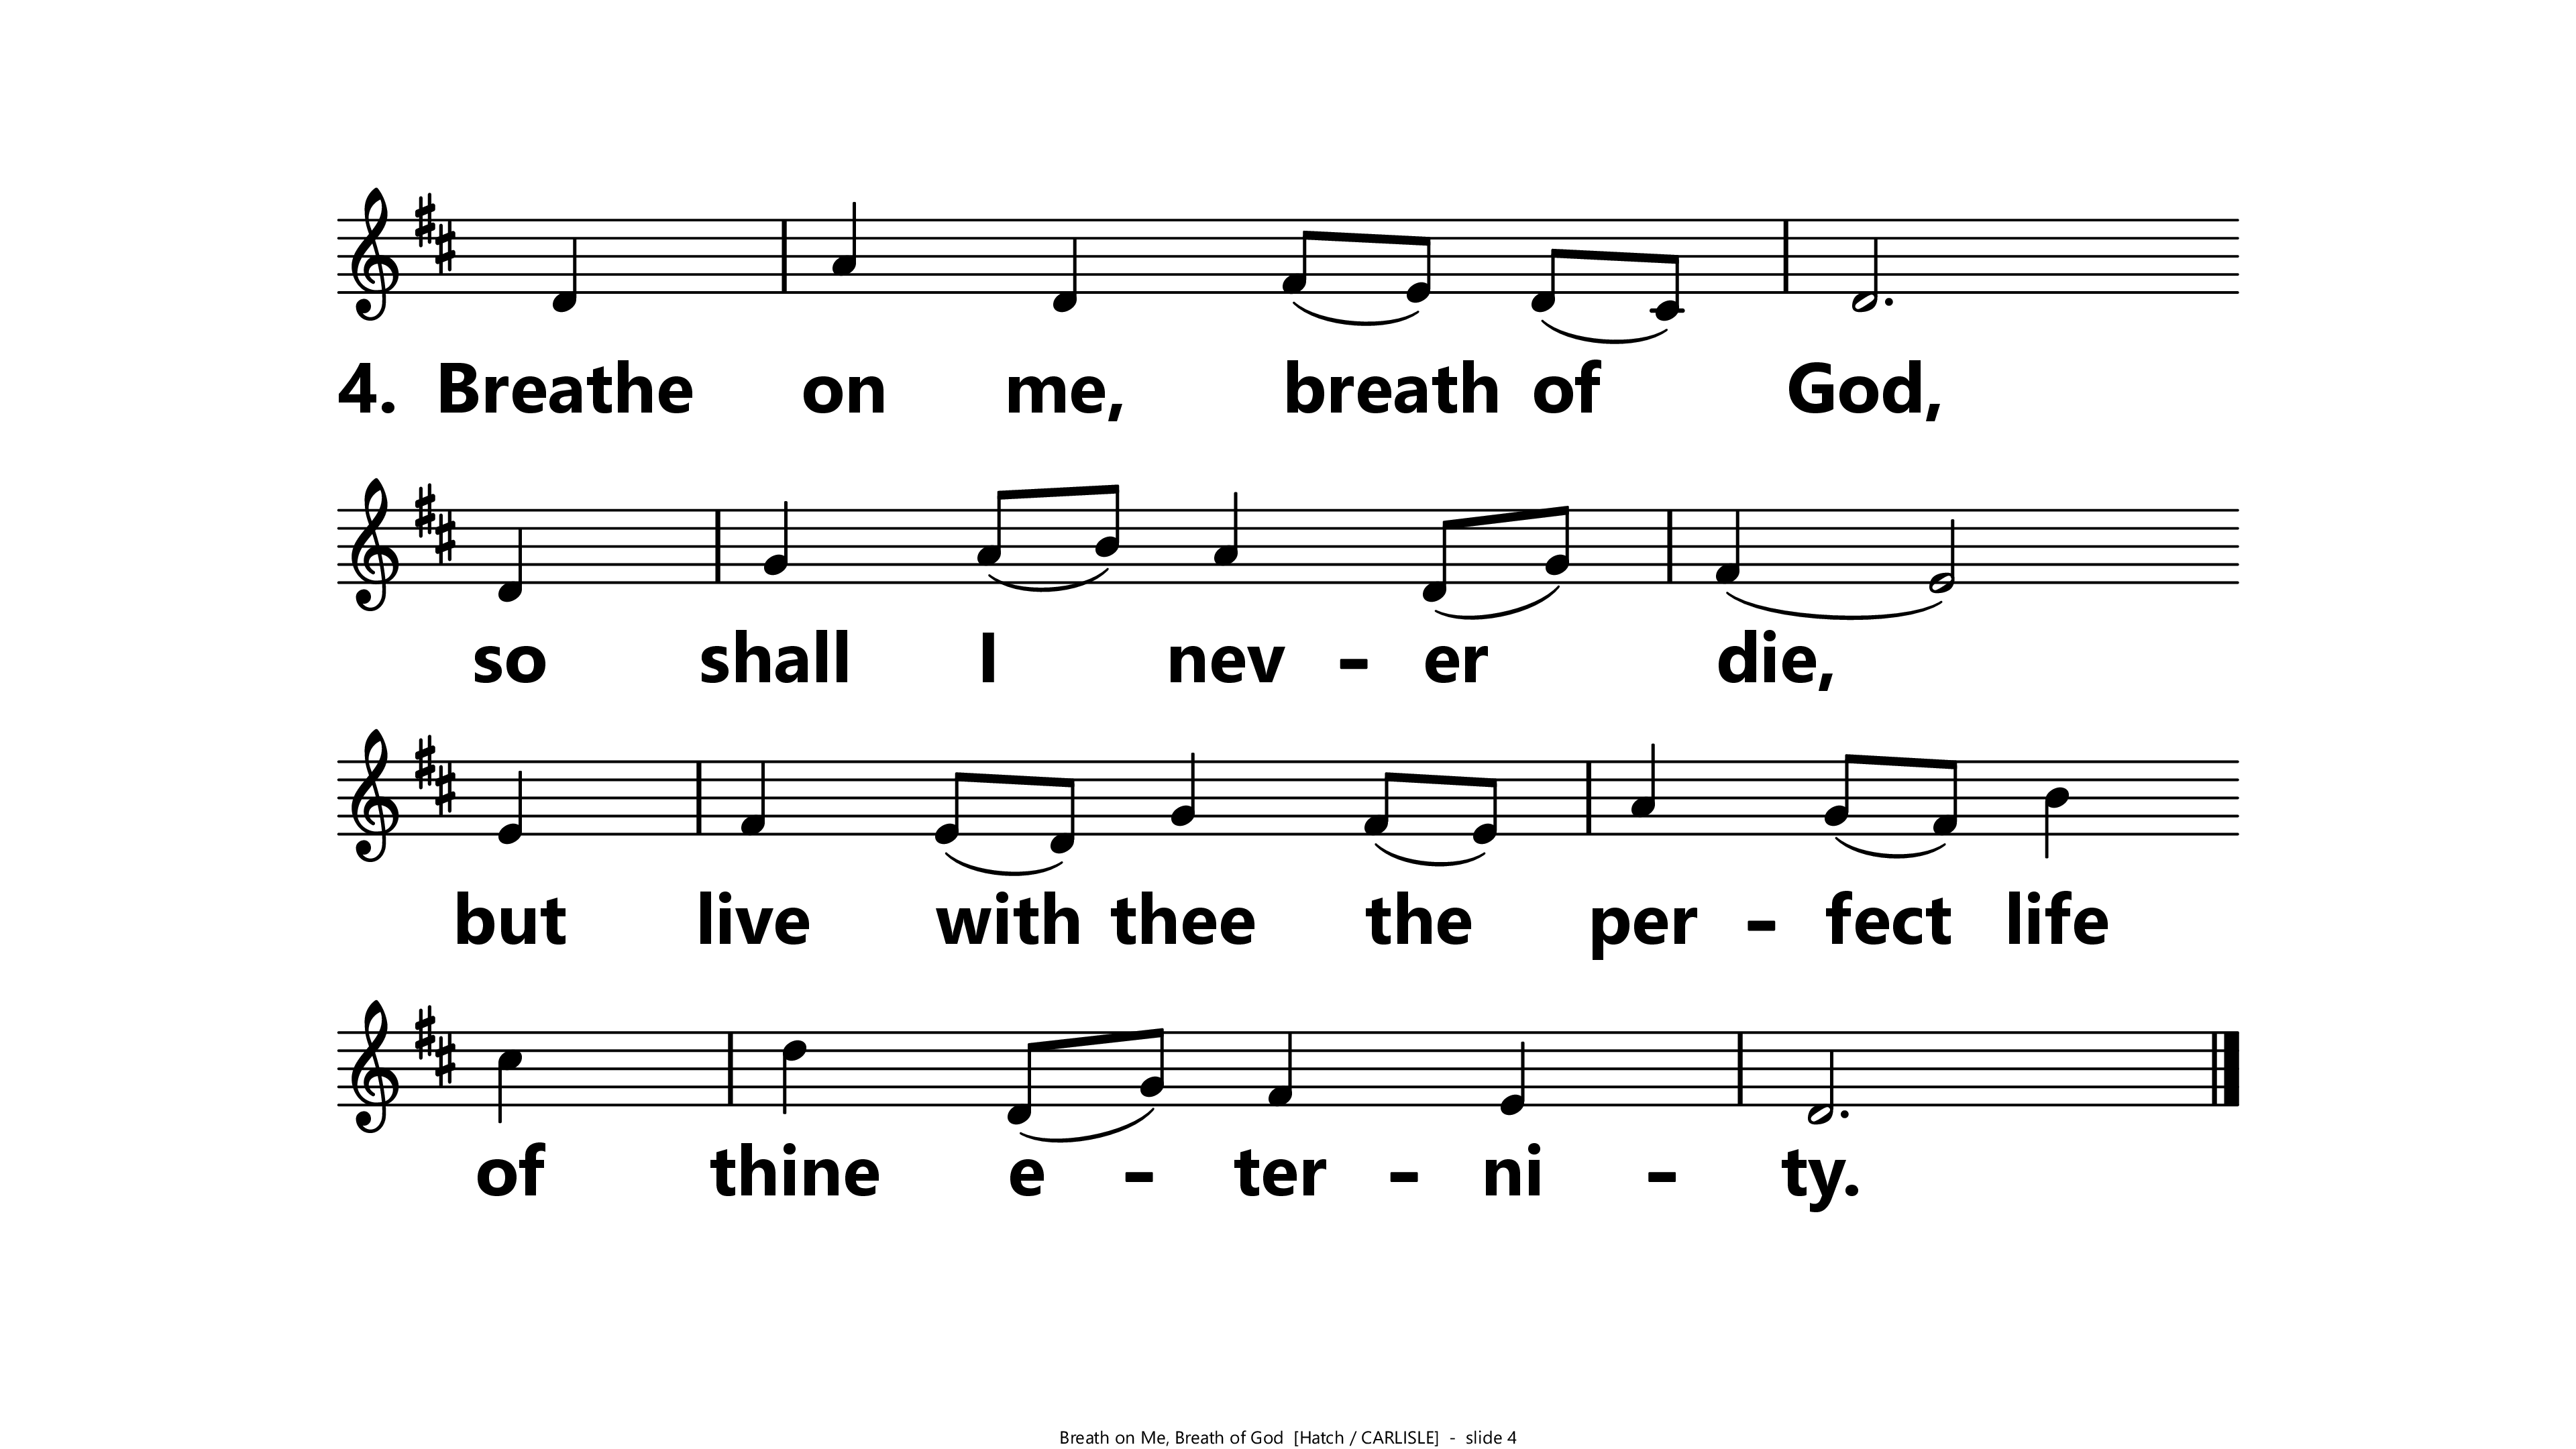 4. Breathe on me, breath of God,
so shall I nev - er die,
but live with thee the per - fect life
of thine e - ter - ni - ty.
Breath on Me, Breath of God [Hatch / CARLISLE] - slide 4